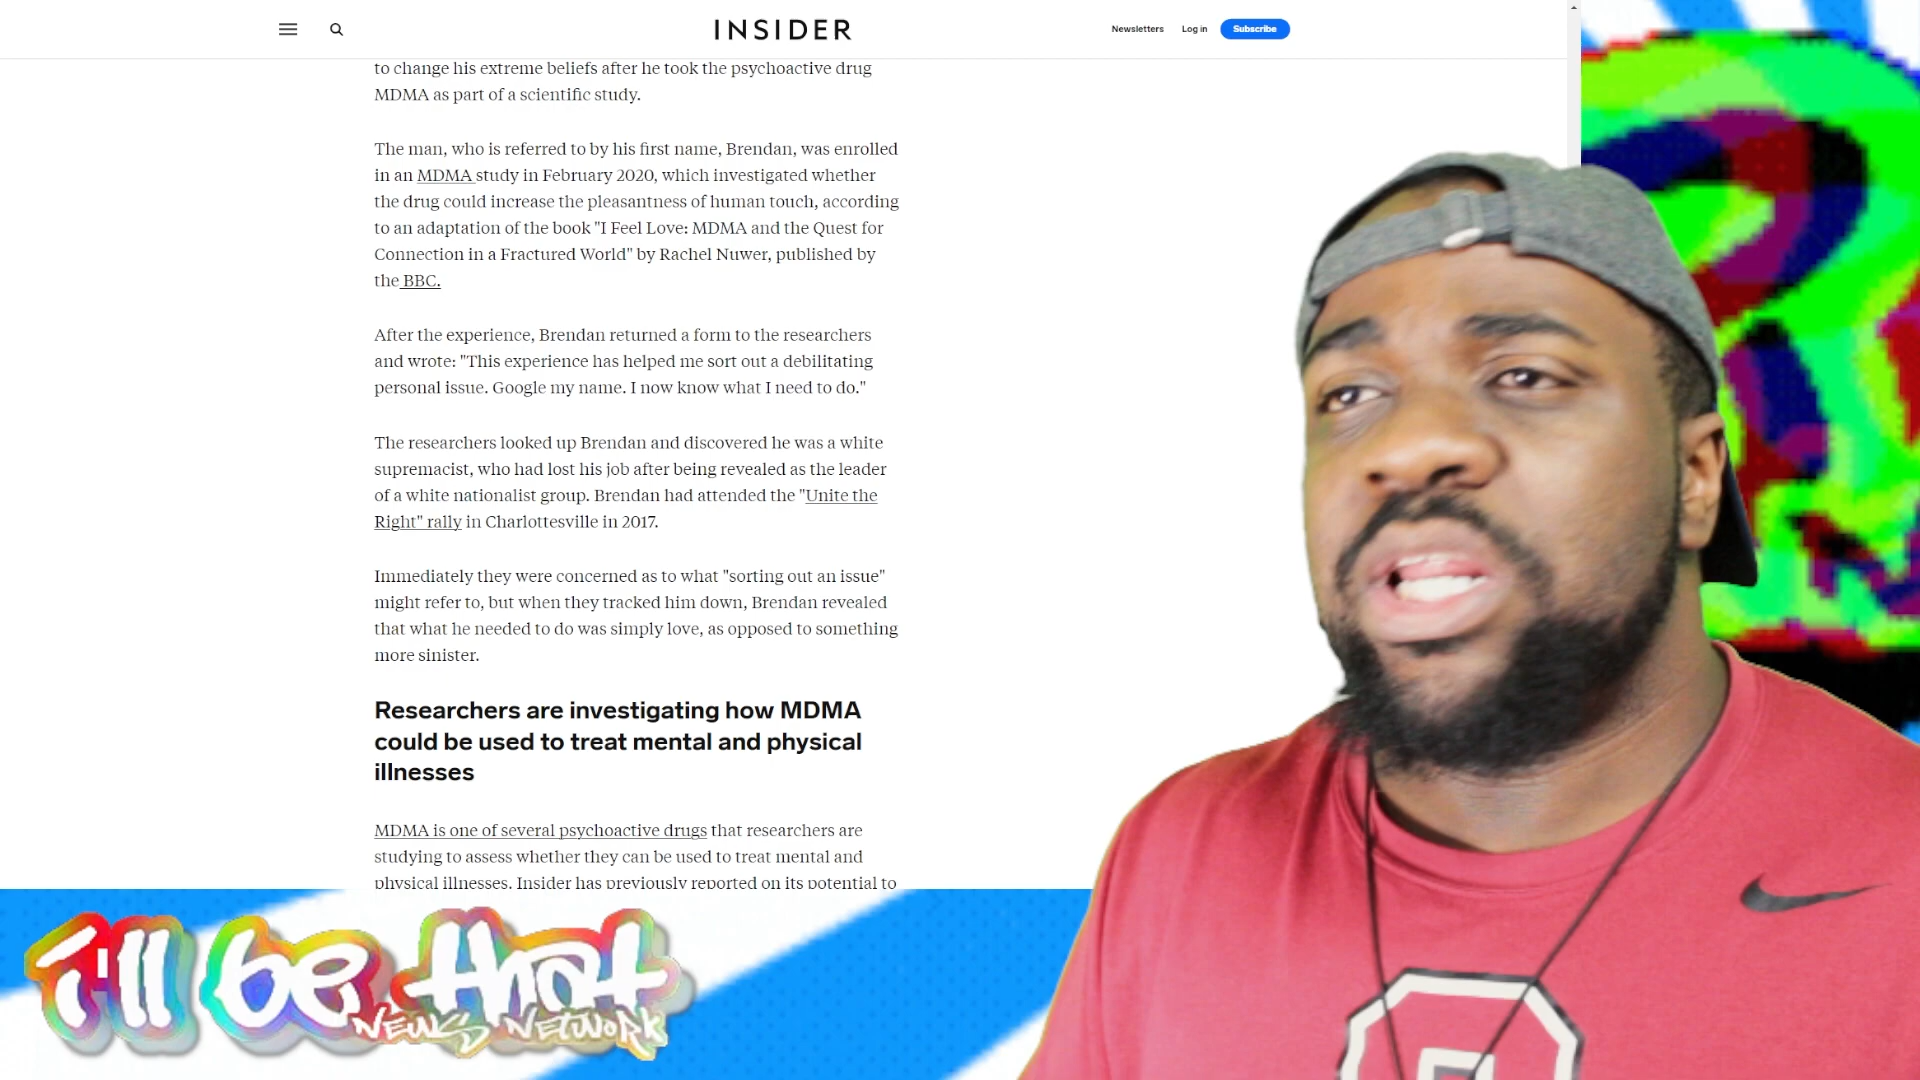 INSIDER
Newsletters
Log in
Subscribe
to change his extreme beliefs after he took the psychoactive drug
MDMA as part of a scientific study.
The man, who is referred to by his first name, Brendan, was enrolled
in an MDMA study in February 2020, which investigated whether
the drug could increase the pleasantness of human touch, according
to an adaptation of the book "I Feel Love: MDMA and the Quest for
Connection in a Fractured World" by Rachel Nuwer, published by
the BBC.
After the experience, Brendan returned a form to the researchers
and wrote: "This experience has helped me sort out a debilitating
personal issue. Google my name. I now know what I need to do."
The researchers looked up Brendan and discovered he was a white
supremacist, who had lost his job after being revealed as the leader
of a white nationalist group. Brendan had attended the "Unite the
Right" rally in Charlottesville in 2017.
Immediately they were concerned as to what "sorting out an issue"
might refer to, but when they tracked him down, Brendan revealed
that what he needed to do was simply love, as opposed to something
more sinister.
Researchers are investigating how MDMA
could be used to treat mental and physical
illnesses
MDMA is one of several psychoactive drugs that researchers are
studying to assess whether they can be used to treat mental and
physical illnesses. Insider has previously reported on its potential to
i'll be that
NEWS NETWORK